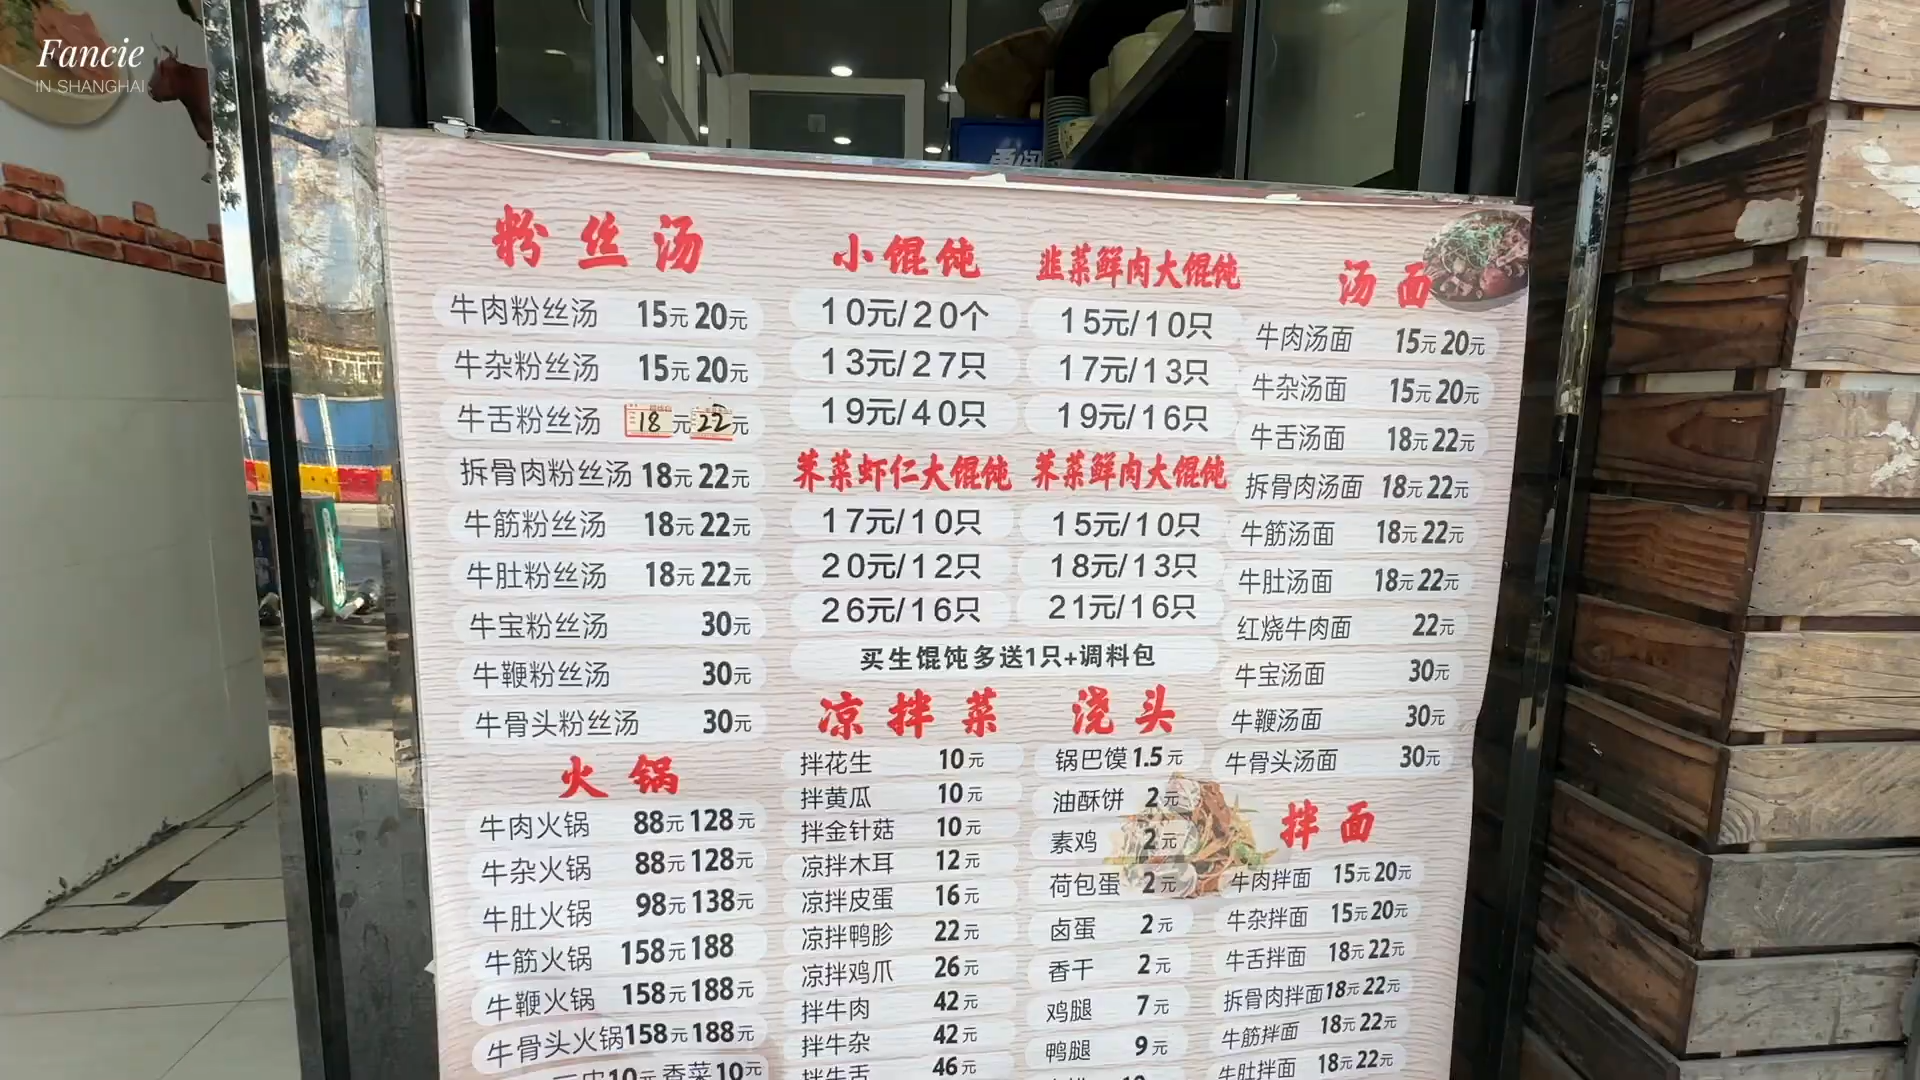 Fancie
IN SHANGHAI
粉丝汤
牛肉粉丝汤 15元 20元
牛杂粉丝汤 15元 20元
牛舌粉丝汤 18元 22元
拆骨肉粉丝汤 18元 22元
牛筋粉丝汤 18元 22元
牛肚粉丝汤 18元 22元
牛宝粉丝汤 30元
牛鞭粉丝汤 30元
牛骨头粉丝汤 30元
火锅
牛肉火锅 88元 128元
牛杂火锅 88元 128元
牛肚火锅 98元 138元
牛筋火锅 158元 188
牛鞭火锅 158元 188元
牛骨头火锅 158元 188元
10元 香菜 10元
小馄饨
10元/20个
13元/27只
19元/40只
韭菜鲜肉大馄饨
15元/10只
17元/13只
19元/16只
荠菜虾仁大馄饨
17元/10只
20元/12只
26元/16只
荠菜鲜肉大馄饨
15元/10只
18元/13只
21元/16只
买生馄饨多送1只+调料包
凉拌菜
拌花生 10元
拌黄瓜 10元
拌金针菇 10元
凉拌木耳 12元
凉拌皮蛋 16元
凉拌鸭胗 22元
凉拌鸡爪 26元
拌牛肉 42元
拌牛杂 42元
拌牛舌 46元
浇头
锅巴馍 1.5元
油酥饼 2元
素鸡 2元
荷包蛋 2元
卤蛋 2元
香干 2元
鸡腿 7元
鸭腿 9元
汤面
牛肉汤面 15元 20元
牛杂汤面 15元 20元
牛舌汤面 18元 22元
拆骨肉汤面 18元 22元
牛筋汤面 18元 22元
牛肚汤面 18元 22元
红烧牛肉面 22元
牛宝汤面 30元
牛鞭汤面 30元
牛骨头汤面 30元
拌面
牛肉拌面 15元 20元
牛杂拌面 15元 20元
牛舌拌面 18元 22元
拆骨肉拌面 18元 22元
牛筋拌面 18元 22元
牛肚拌面 18元 22元